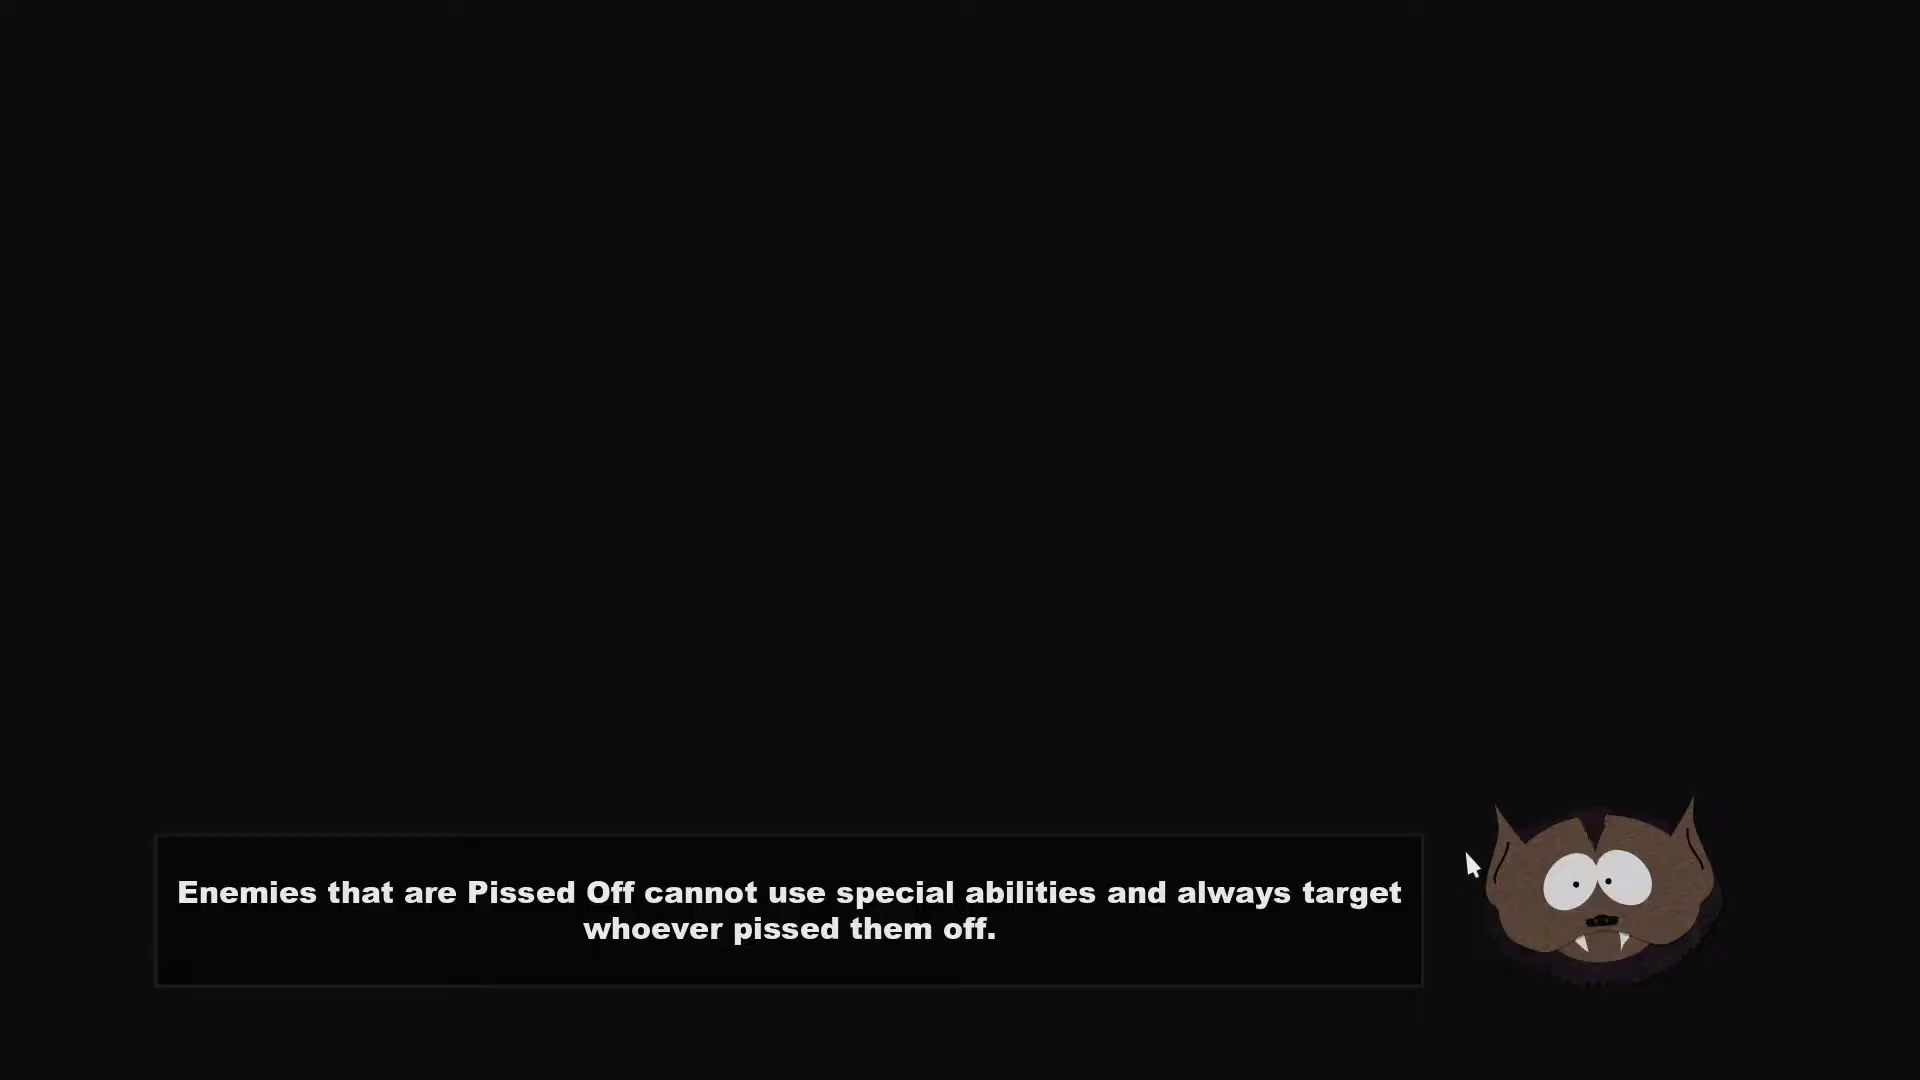 Enemies that are Pissed Off cannot use special abilities and always target
whoever pissed them off.